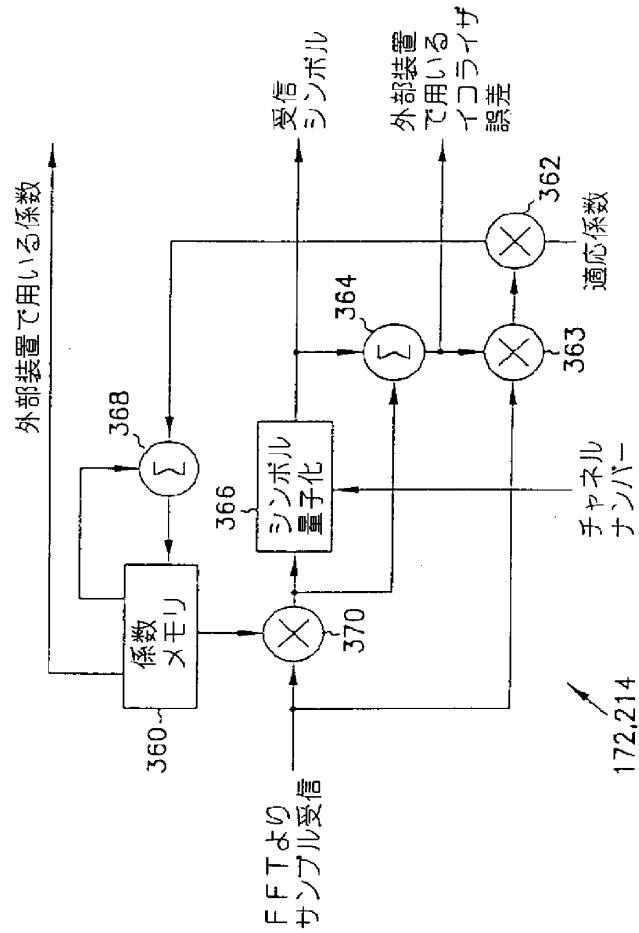 外部装置で用いる係数
368
係数
メモリ
360
366
シンボル
量子化
370
364
363
362
受信
シンボル
外部装置
で用いる
イコライザ
誤差
適応係数
チャネル
ナンバー
FFTより
サンプル受信
172,214
Σ
Σ